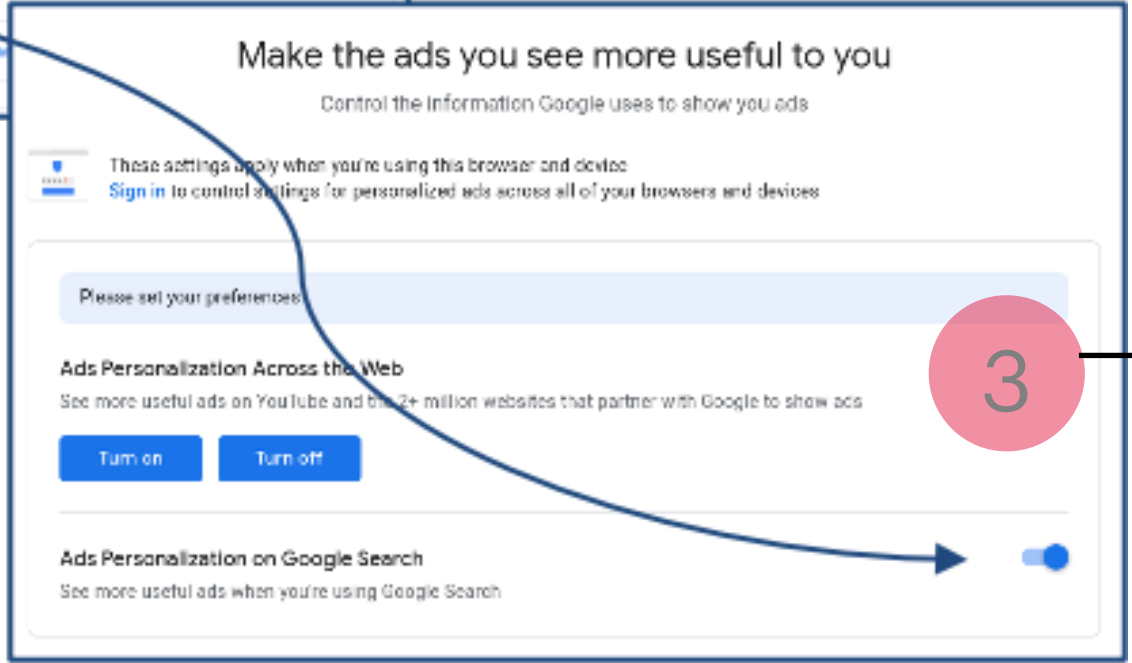 Make the ads you see more useful to you
Control the information Google uses to show you ads
These settings apply when you're using this browser and device
Sign in to control settings for personalized ads across all of your browsers and devices
Please set your preferences
Ads Personalization Across the Web
See more useful ads on YouTube and the 2+ million websites that partner with Google to show ads
Turn on Turn off
3
Ads Personalization on Google Search
See more useful ads when you're using Google Search